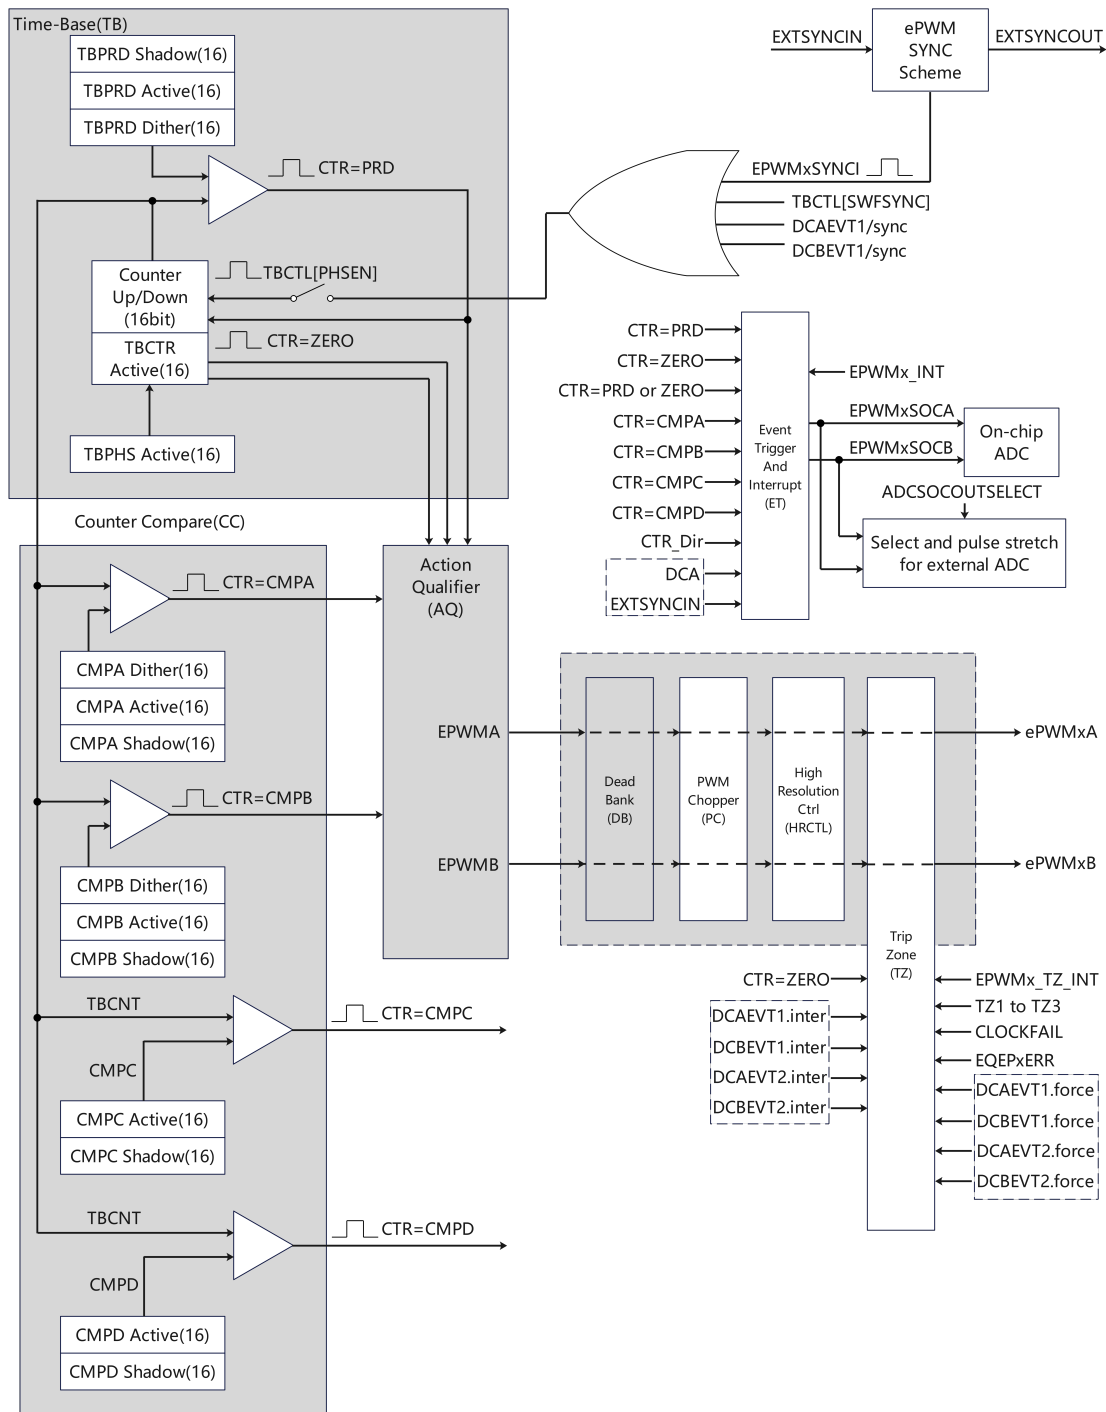 Time-Base(TB)
TBPRD Shadow(16)
TBPRD Active(16)
TBPRD Dither(16)
CTR=PRD
Counter
Up/Down
(16bit)
TBCTR
Active(16)
TBCTL[PHSEN]
CTR=ZERO
TBPHS Active(16)
EXTSYNCIN
ePWM
SYNC
Scheme
EXTSYNCOUT
EPWMxSYNCI
TBCTL[SWFSYNC]
DCAEVT1/sync
DCBEVT1/sync
CTR=PRD
CTR=ZERO
CTR=PRD or ZERO
CTR=CMPA
CTR=CMPB
CTR=CMPC
CTR=CMPD
CTR_Dir
DCA
EXTSYNCIN
Event
Trigger
And
Interrupt
(ET)
EPWMx_INT
EPWMxSOCA
EPWMxSOCB
On-chip
ADC
ADCSOCOUTSELECT
Select and pulse stretch
for external ADC
Counter Compare(CC)
CTR=CMPA
CMPA Dither(16)
CMPA Active(16)
CMPA Shadow(16)
CTR=CMPB
CMPB Dither(16)
CMPB Active(16)
CMPB Shadow(16)
TBCNT
CTR=CMPC
CMPC
CMPC Active(16)
CMPC Shadow(16)
TBCNT
CTR=CMPD
CMPD
CMPD Active(16)
CMPD Shadow(16)
Action
Qualifier
(AQ)
EPWMA
EPWMB
Dead
Bank
(DB)
PWM
Chopper
(PC)
High
Resolution
Ctrl
(HRCTL)
Trip
Zone
(TZ)
ePWMxA
ePWMxB
CTR=ZERO
DCAEVT1.inter
DCBEVT1.inter
DCAEVT2.inter
DCBEVT2.inter
EPWMx_TZ_INT
TZ1 to TZ3
CLOCKFAIL
EQEPxERR
DCAEVT1.force
DCBEVT1.force
DCAEVT2.force
DCBEVT2.force